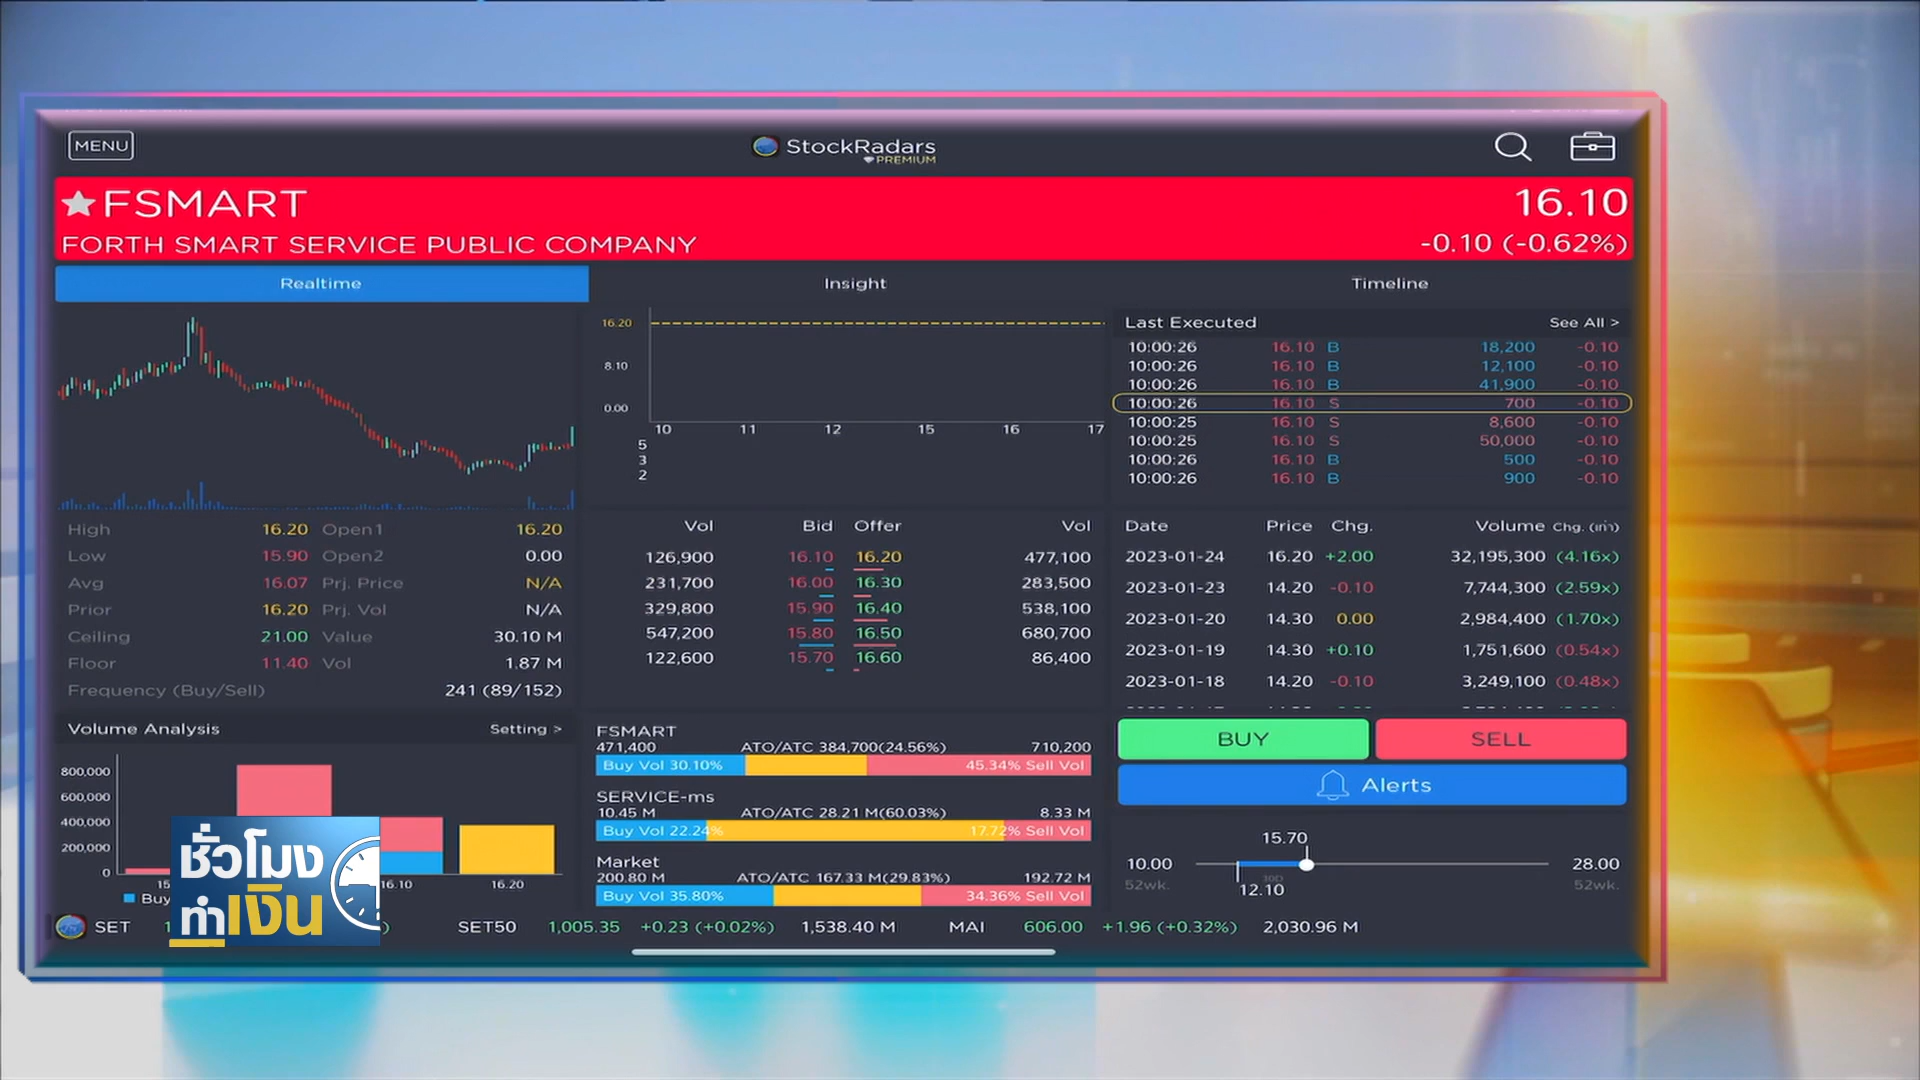 MENU
StockRadars
PREMIUM
FSMART
16.10
FORTH SMART SERVICE PUBLIC COMPANY
-0.10 (-0.62%)
Realtime
Insight
Timeline
16.20
8.10
0.00
10 11 12 15 16 17
5
3
2
Last Executed See All >
10:00:26 16.10 B 18,200 -0.10
10:00:26 16.10 B 12,100 -0.10
10:00:26 16.10 B 41,900 -0.10
10:00:26 16.10 S 700 -0.10
10:00:25 16.10 S 8,600 -0.10
10:00:25 16.10 S 50,000 -0.10
10:00:26 16.10 B 500 -0.10
10:00:26 16.10 B 900 -0.10
High 16.20 Open1 16.20
Low 15.90 Open2 0.00
Avg 16.07 Prj. Price N/A
Prior 16.20 Prj. Vol N/A
Ceiling 21.00 Value 30.10 M
Floor 11.40 Vol 1.87 M
Frequency (Buy/Sell) 241 (89/152)
Vol Bid Offer Vol
126,900 16.10 16.20 477,100
231,700 16.00 16.30 283,500
329,800 15.90 16.40 538,100
547,200 15.80 16.50 680,700
122,600 15.70 16.60 86,400
Date Price Chg. Volume Chg. (เท่า)
2023-01-24 16.20 +2.00 32,195,300 (4.16x)
2023-01-23 14.20 -0.10 7,744,300 (2.59x)
2023-01-20 14.30 0.00 2,984,400 (1.70x)
2023-01-19 14.30 +0.10 1,751,600 (0.54x)
2023-01-18 14.20 -0.10 3,249,100 (0.48x)
Volume Analysis Setting >
800,000
600,000
400,000
200,000
0
16.10 16.20
Buy
FSMART
471,400 ATO/ATC 384,700(24.56%) 710,200
Buy Vol 30.10% 45.34% Sell Vol
SERVICE-ms
10.45 M ATO/ATC 28.21 M(60.03%) 8.33 M
Buy Vol 22.24% 17.72% Sell Vol
Market
200.80 M ATO/ATC 167.33 M(29.83%) 192.72 M
Buy Vol 35.80% 34.36% Sell Vol
BUY SELL
Alerts
15.70
10.00 28.00
52wk. 30D 52wk.
12.10
ชั่วโมง
ทำเงิน
SET SET50 1,005.35 +0.23 (+0.02%) 1,538.40 M MAI 606.00 +1.96 (+0.32%) 2,030.96 M